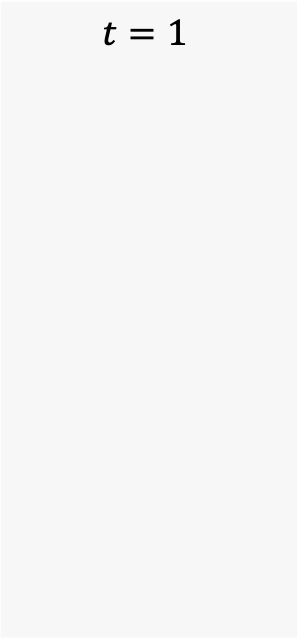 t = 1